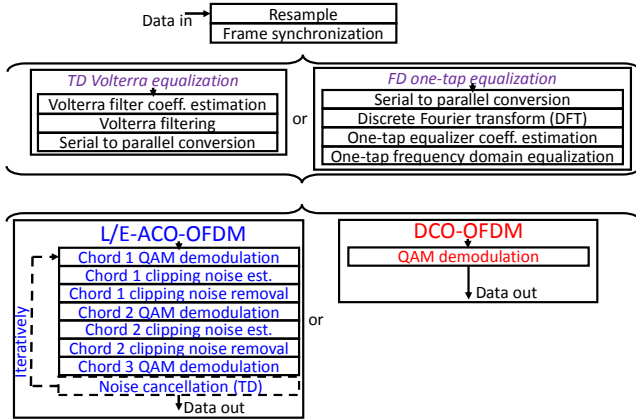 Data in
Resample
Frame synchronization
TD Volterra equalization
Volterra filter coeff. estimation
Volterra filtering
Serial to parallel conversion
or
FD one-tap equalization
Serial to parallel conversion
Discrete Fourier transform (DFT)
One-tap equalizer coeff. estimation
One-tap frequency domain equalization
L/E-ACO-OFDM
Chord 1 QAM demodulation
Chord 1 clipping noise est.
Chord 1 clipping noise removal
Chord 2 QAM demodulation
Chord 2 clipping noise est.
Chord 2 clipping noise removal
Chord 3 QAM demodulation
Noise cancellation (TD)
Iteratively
Data out
or
DCO-OFDM
QAM demodulation
Data out